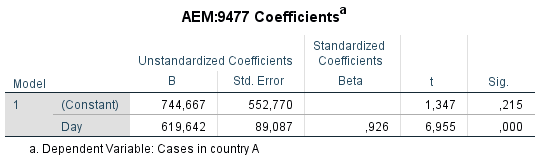 AEM:9477 Coefficientsa
Unstandardized Coefficients Standardized Coefficients
Model B Std. Error Beta t Sig.
1 (Constant) 744,667 552,770 1,347 ,215
Day 619,642 89,087 ,926 6,955 ,000
a. Dependent Variable: Cases in country A